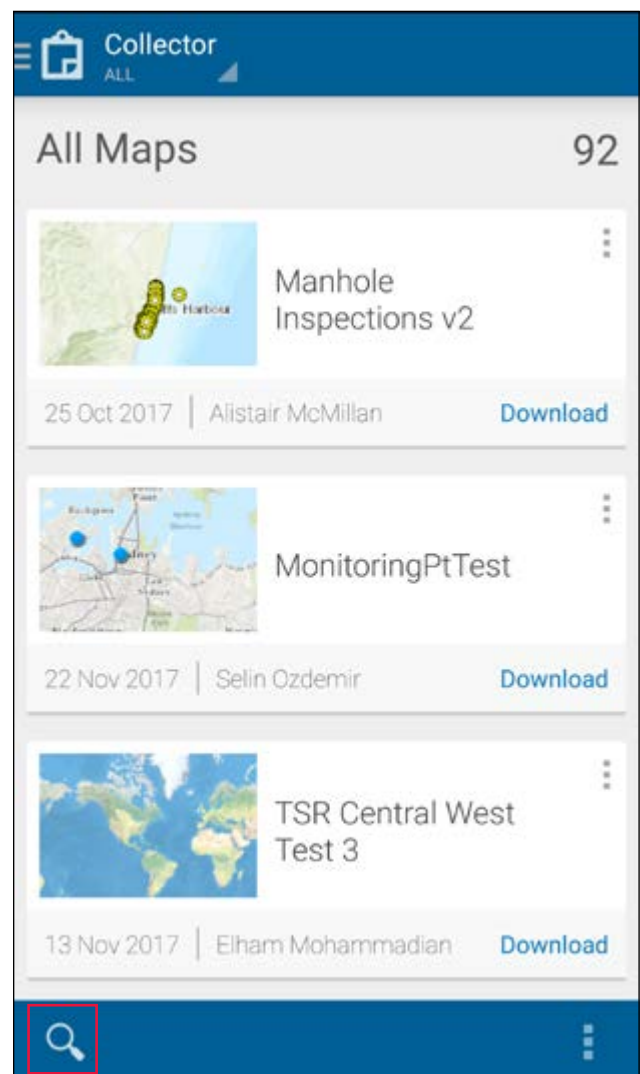 Collector
ALL
All Maps
92
Harbour
Manhole
Inspections v2
25 Oct 2017 | Alistair McMillan
Download
MonitoringPtTest
22 Nov 2017 | Selin Ozdemir
Download
TSR Central West
Test 3
13 Nov 2017 | Elham Mohammadian
Download